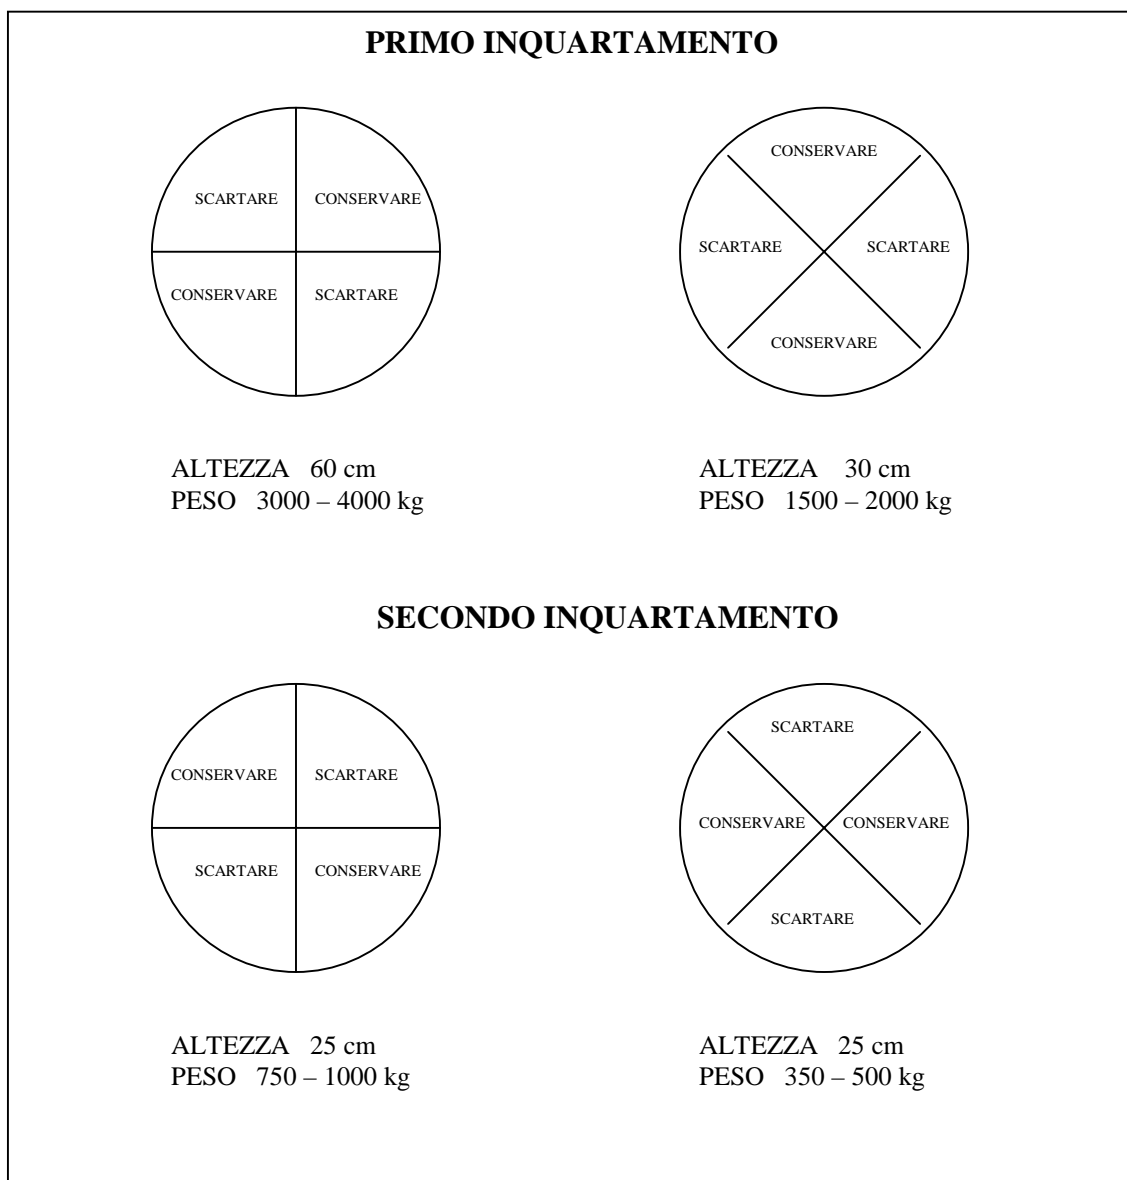 PRIMO INQUARTAMENTO
CONSERVARE
SCARTARE CONSERVARE
SCARTARE SCARTARE
CONSERVARE SCARTARE
CONSERVARE
ALTEZZA 60 cm
PESO 3000 – 4000 kg
ALTEZZA 30 cm
PESO 1500 – 2000 kg
SECONDO INQUARTAMENTO
SCARTARE
CONSERVARE SCARTARE
CONSERVARE CONSERVARE
SCARTARE CONSERVARE
SCARTARE
ALTEZZA 25 cm
PESO 750 – 1000 kg
ALTEZZA 25 cm
PESO 350 – 500 kg